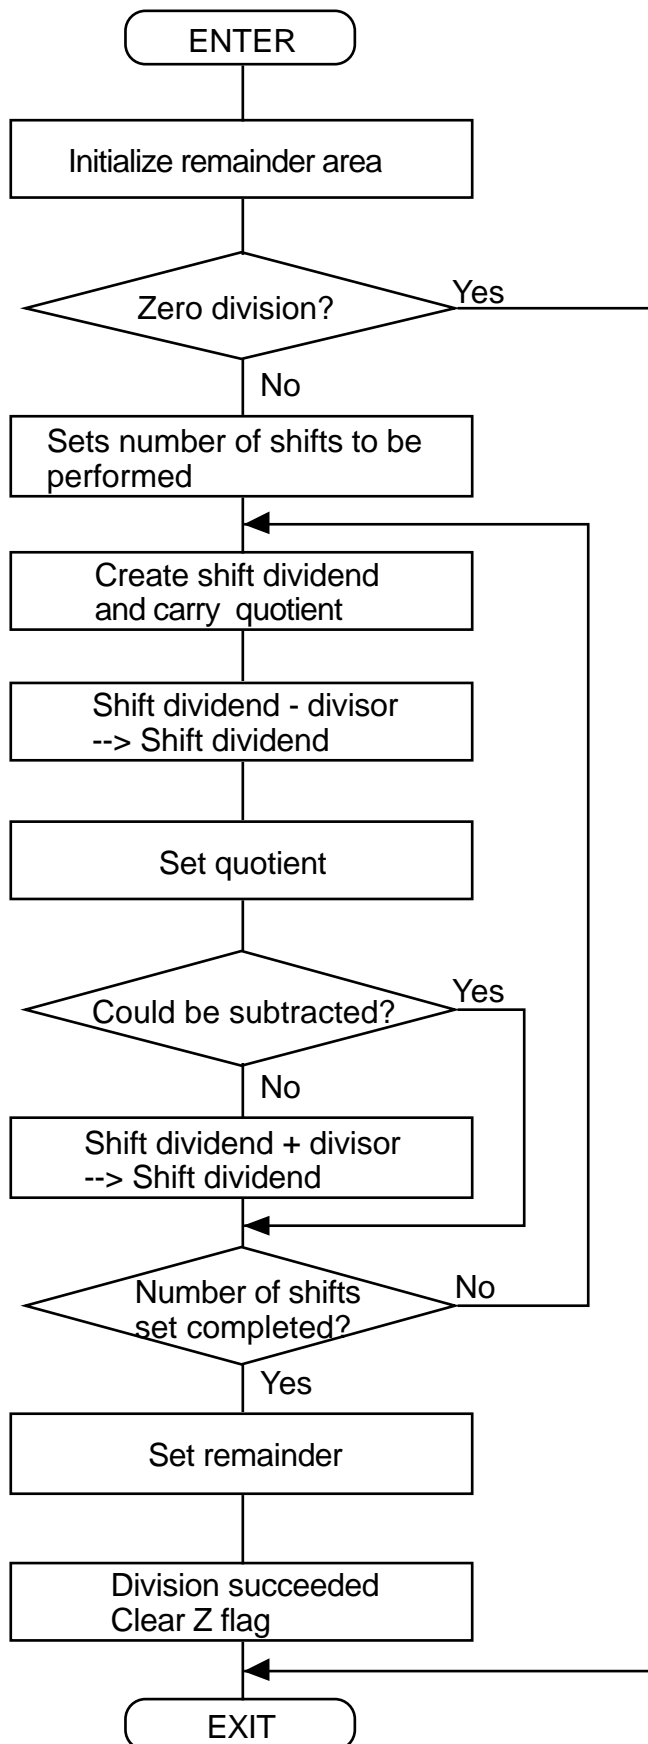 ENTER
Initialize remainder area
Zero division?
Yes
No
Sets number of shifts to be
performed
Create shift dividend
and carry quotient
Shift dividend - divisor
--> Shift dividend
Set quotient
Could be subtracted?
Yes
No
Shift dividend + divisor
--> Shift dividend
Number of shifts
set completed?
No
Yes
Set remainder
Division succeeded
Clear Z flag
EXIT